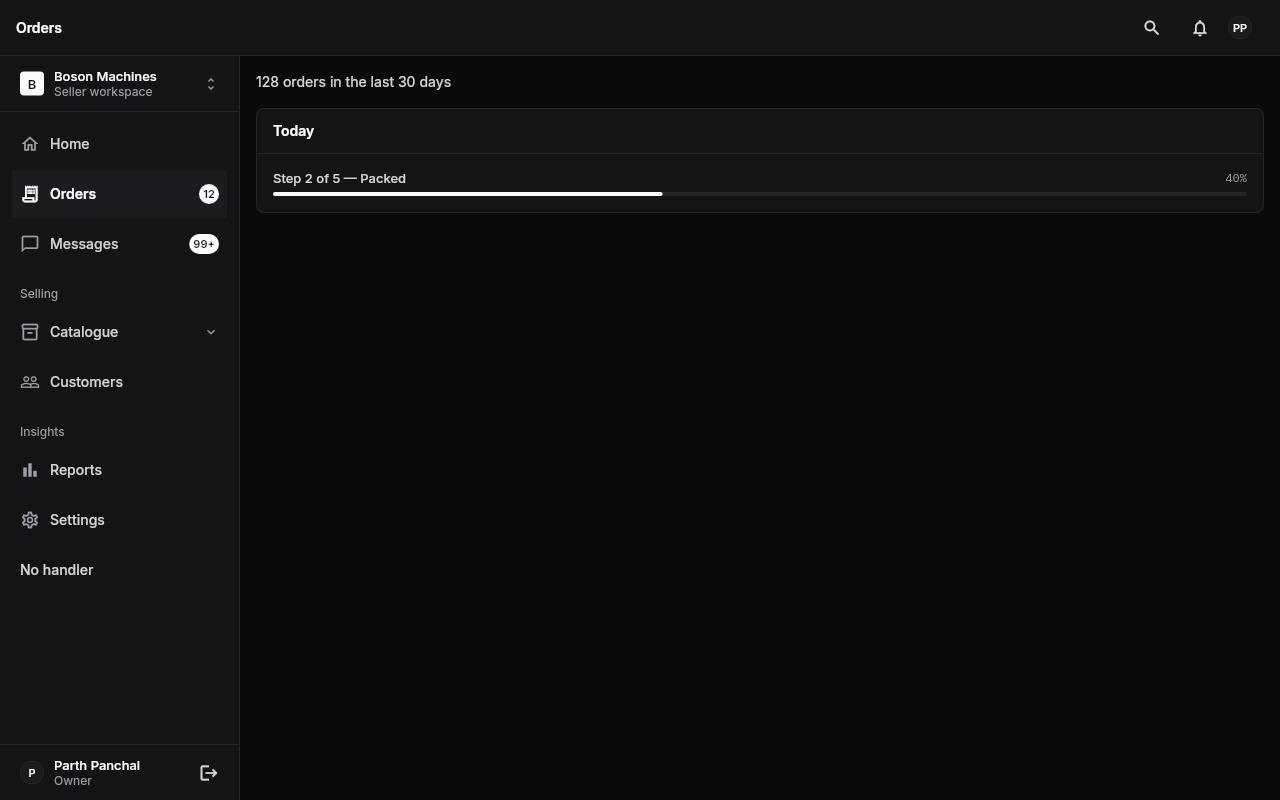 Orders
PP
B
Boson Machines
Seller workspace
Home
Orders
12
Messages
99+
Selling
Catalogue
Customers
Insights
Reports
Settings
No handler
P
Parth Panchal
Owner
128 orders in the last 30 days
Today
Step 2 of 5 — Packed
40%